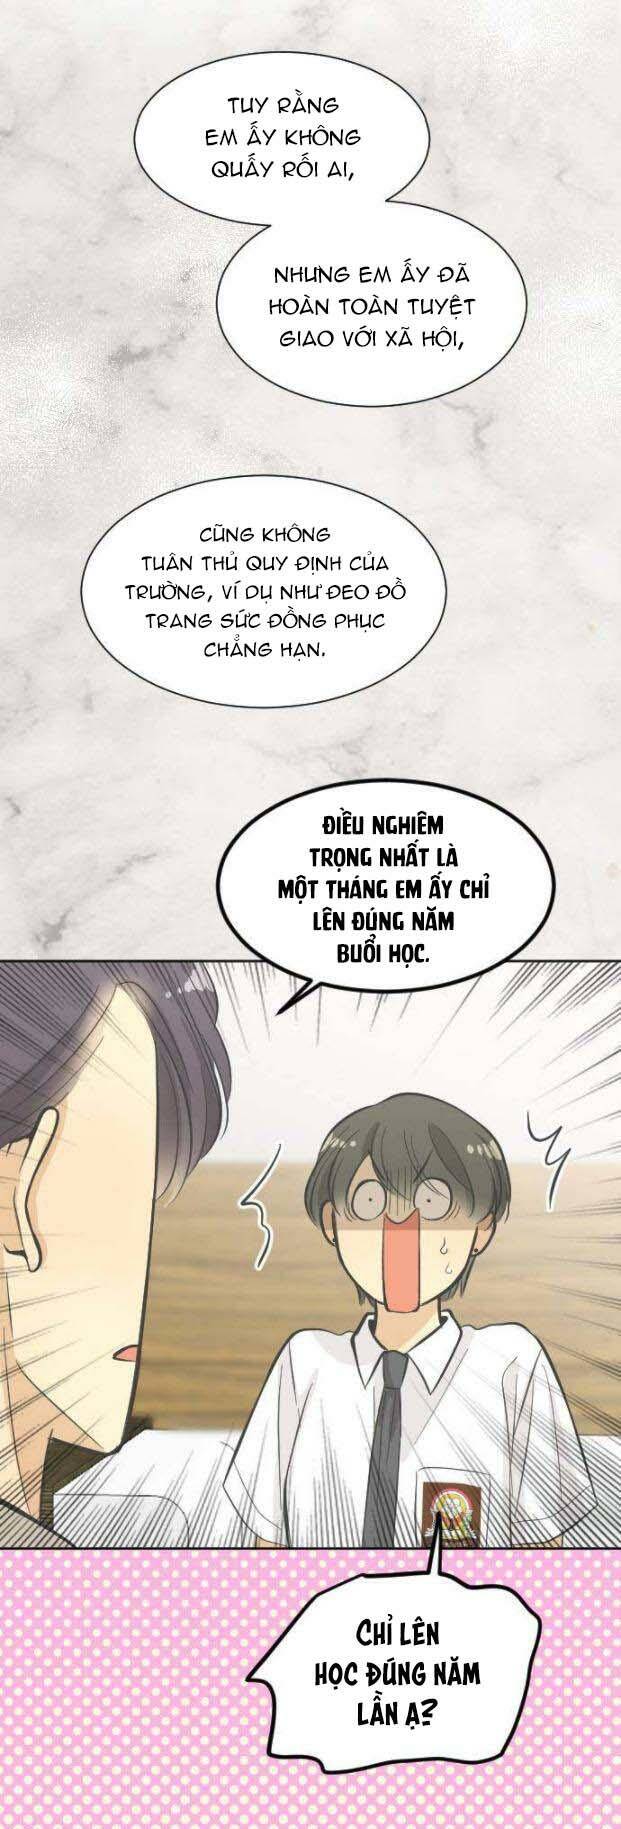 TUY RẰNG
EM ẤY KHÔNG
QUẤY RỐI AI,
NHƯNG EM ẤY ĐÃ
HOÀN TOÀN TUYỆT
GIAO VỚI XÃ HỘI,
CŨNG KHÔNG
TUÂN THỦ QUY ĐỊNH CỦA
TRƯỜNG, VÍ DỤ NHƯ ĐEO ĐỒ
TRANG SỨC ĐỒNG PHỤC
CHẲNG HẠN.
ĐIỀU NGHIÊM
TRỌNG NHẤT LÀ
MỘT THÁNG EM ẤY CHỈ
LÊN ĐÚNG NĂM
BUỔI HỌC.
CHỈ LÊN
HỌC ĐÚNG NĂM
LẦN Ạ?